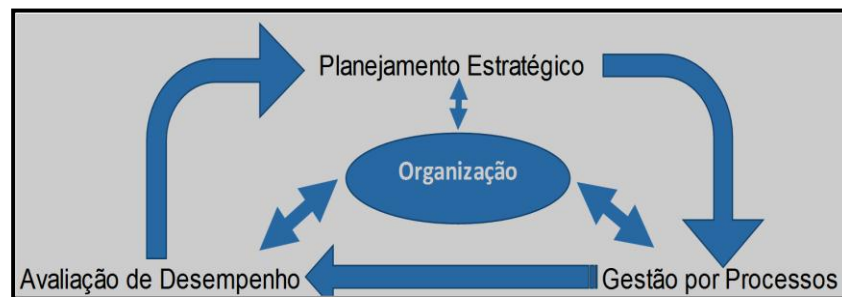 Planejamento Estratégico
Organização
Avaliação de Desempenho
Gestão por Processos